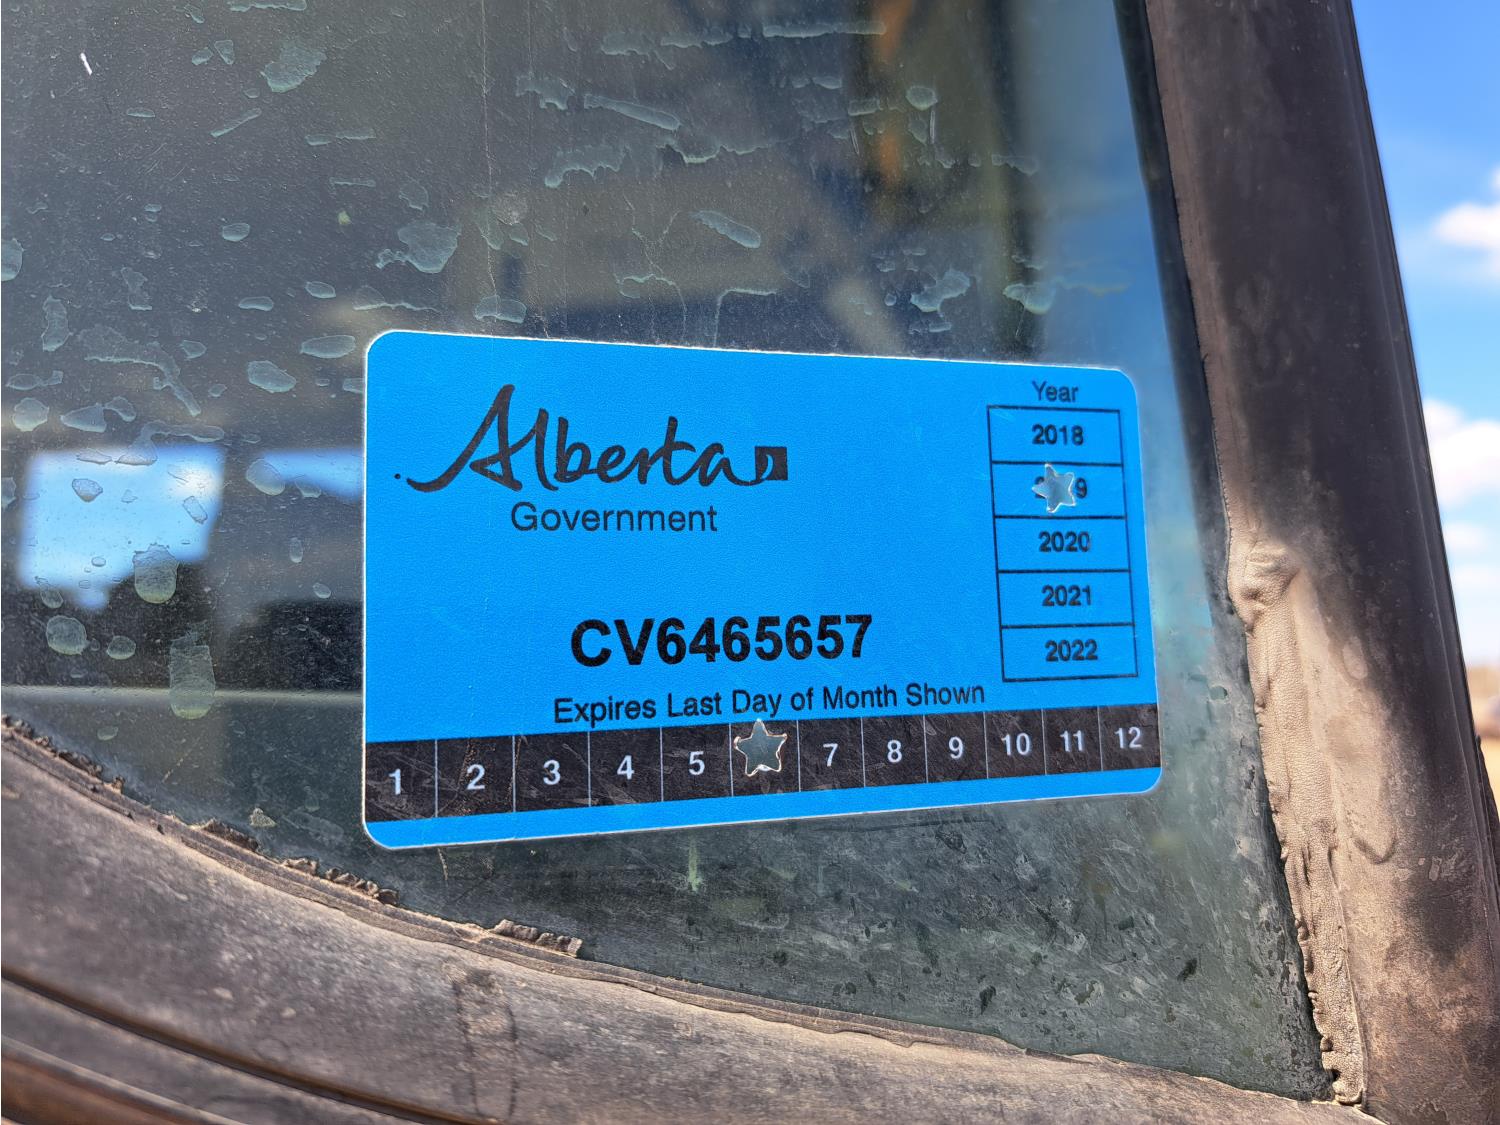 Alberta
Government
Year
2018
9
2020
2021
2022
CV6465657
Expires Last Day of Month Shown
1 2 3 4 5 7 8 9 10 11 12